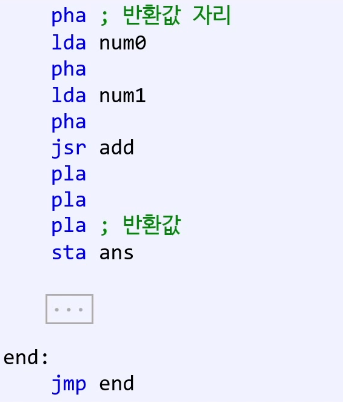 pha ; 반환값 자리
lda num0
pha
lda num1
pha
jsr add
pla
pla
pla ; 반환값
sta ans
...
end:
jmp end